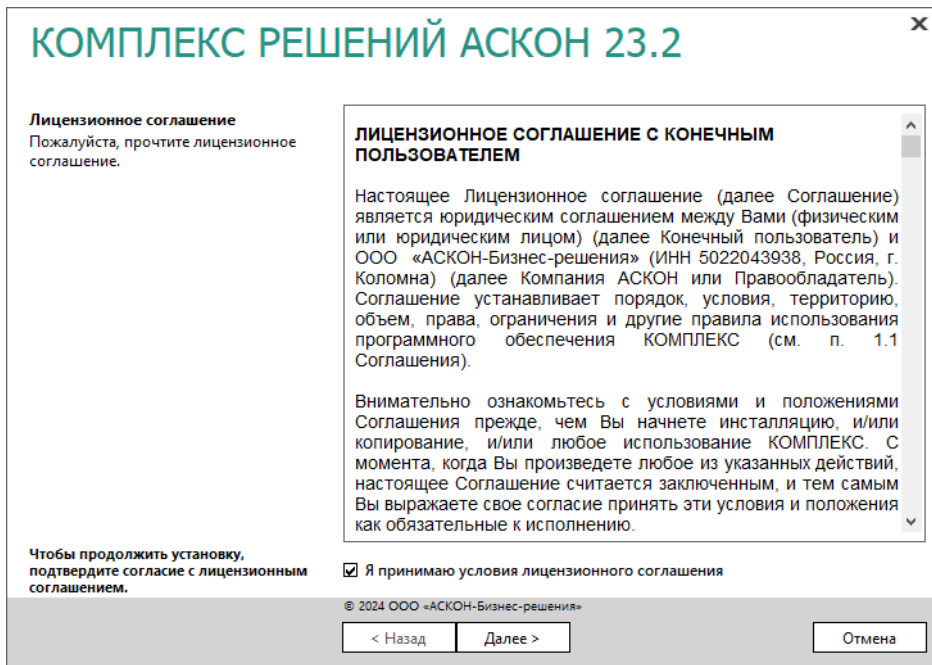 КОМПЛЕКС РЕШЕНИЙ АСКОН 23.2
Лицензионное соглашение
Пожалуйста, прочтите лицензионное
соглашение.
ЛИЦЕНЗИОННОЕ СОГЛАШЕНИЕ С КОНЕЧНЫМ
ПОЛЬЗОВАТЕЛЕМ
Настоящее Лицензионное соглашение (далее Соглашение)
является юридическим соглашением между Вами (физическим
или юридическим лицом) (далее Конечный пользователь) и
ООО «АСКОН-Бизнес-решения» (ИНН 5022043938, Россия, г.
Коломна) (далее Компания АСКОН или Правообладатель).
Соглашение устанавливает порядок, условия, территорию,
объем, права, ограничения и другие правила использования
программного обеспечения КОМПЛЕКС (см. п. 1.1
Соглашения).
Внимательно ознакомьтесь с условиями и положениями
Соглашения прежде, чем Вы начнете инсталляцию, и/или
копирование, и/или любое использование КОМПЛЕКС. С
момента, когда Вы произведете любое из указанных действий,
настоящее Соглашение считается заключенным, и тем самым
Вы выражаете свое согласие принять эти условия и положения
как обязательные к исполнению.
Чтобы продолжить установку,
подтвердите согласие с лицензионным
соглашением.
Я принимаю условия лицензионного соглашения
© 2024 ООО «АСКОН-Бизнес-решения»
< Назад
Далее >
Отмена